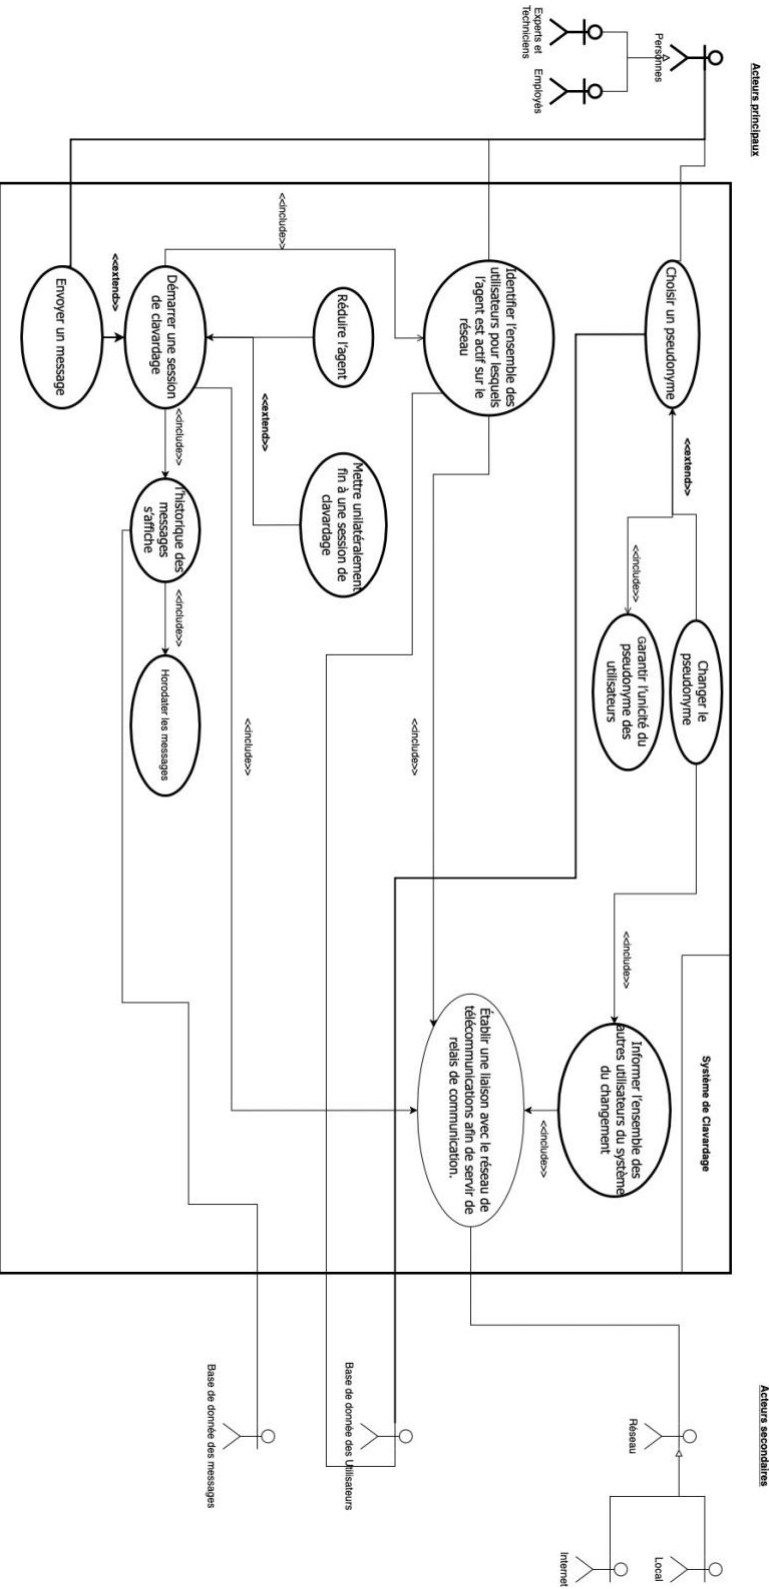 Acteurs principaux
Acteurs secondaires
Personnes
Experts et
Techniciens
Employés
Système de Clavardage
Choisir un pseudonyme
<<extend>>
Changer le
pseudonyme
<<include>>
Garantir l'unicité du
pseudonyme des
utilisateurs
<<include>>
Informer l'ensemble des
autres utilisateurs du système
du changement
<<include>>
Identifier l'ensemble des
utilisateurs pour lesquels
l'agent est actif sur le
réseau
<<include>>
Établir une liaison avec le réseau de
télécommunications afin de servir de
relais de communication.
Réduire l'agent
Mettre unilatéralement
fin à une session de
clavardage
<<extend>>
<<include>>
<<include>>
Démarrer une session
de clavardage
<<include>>
l'historique des
messages
s'affiche
<<include>>
Horodater les messages
<<extend>>
Envoyer un message
Réseau
Local
Internet
Base de donnée des Utilisateurs
Base de donnée des messages